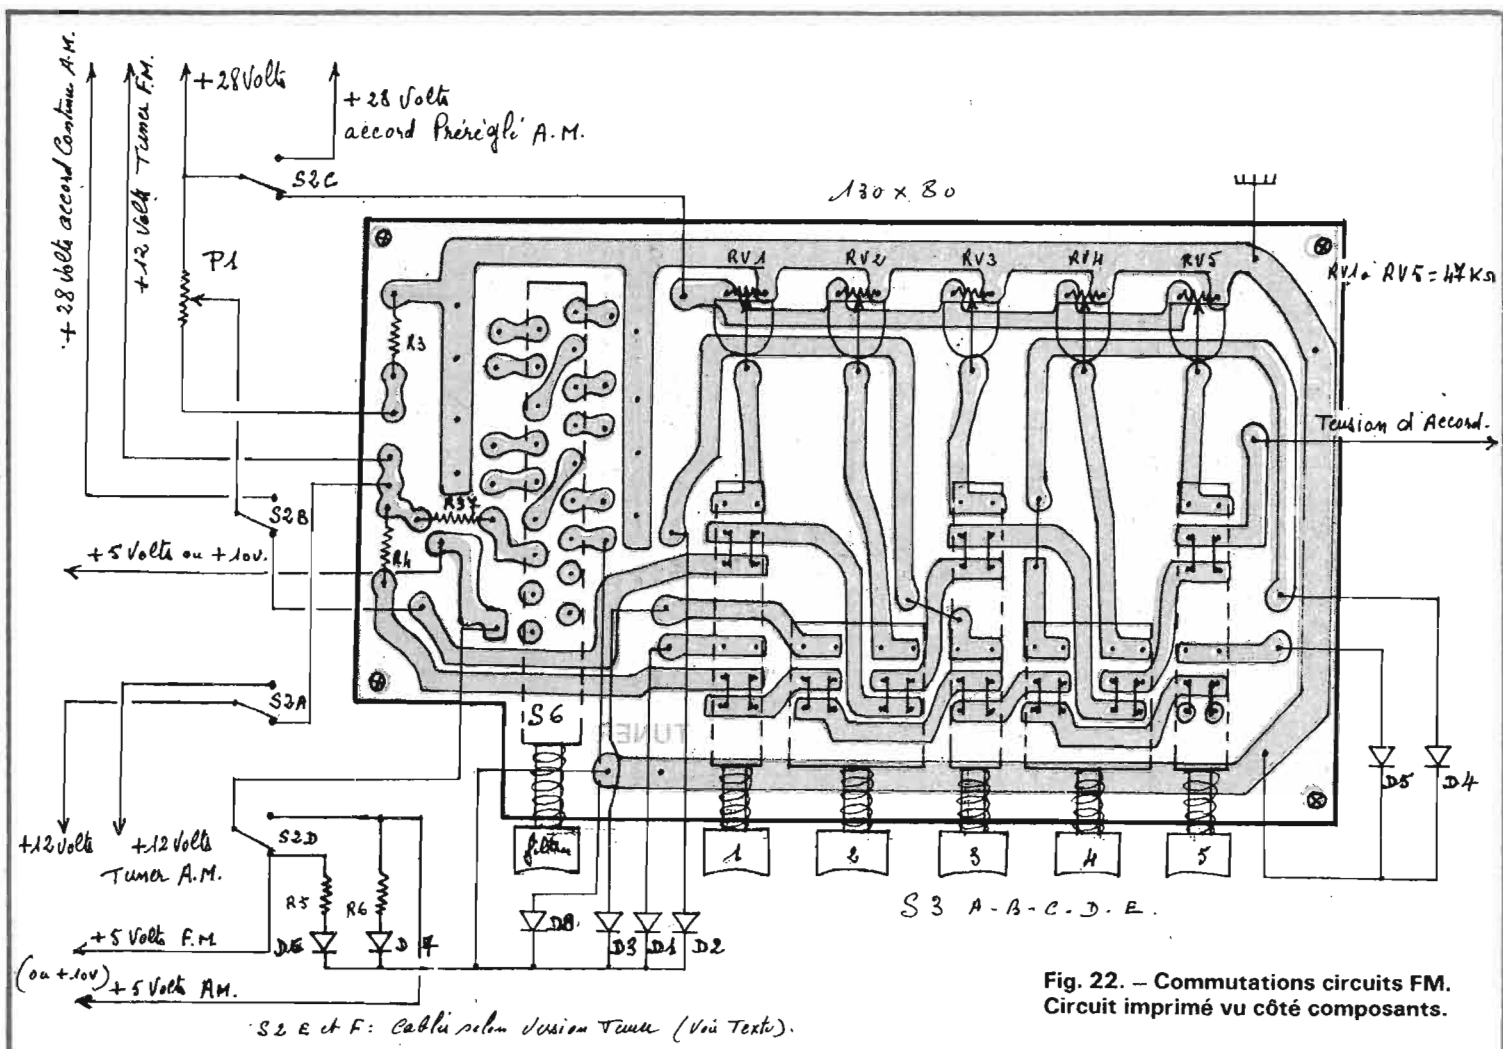 + 28 Volts accord Continu A.M.
+ 12 Volts Tuner F.M.
+ 28 Volts
+ 28 Volts
accord Préréglé A.M.
S2C
130 x 80
P1
RV1
RV2
RV3
RV4
RV5
RV1 à RV5 = 47 KΩ
R3
Tension d'Accord.
R37
S2B
R4
+5 Volts ou +10v.
S2A
S6
TUNER
+12 Volts
+12 Volts
Tuner A.M.
S2D
filtre
1
2
3
4
5
D5
D4
R5
R6
S3 A-B-C-D-E.
D8
D3
D1
D2
+5 Volts F.M.
(ou +10v)
+5 Volts AM.
S2 E et F: Cablé selon Version Tuner (Voir Texte).
Fig. 22. – Commutations circuits FM.
Circuit imprimé vu côté composants.